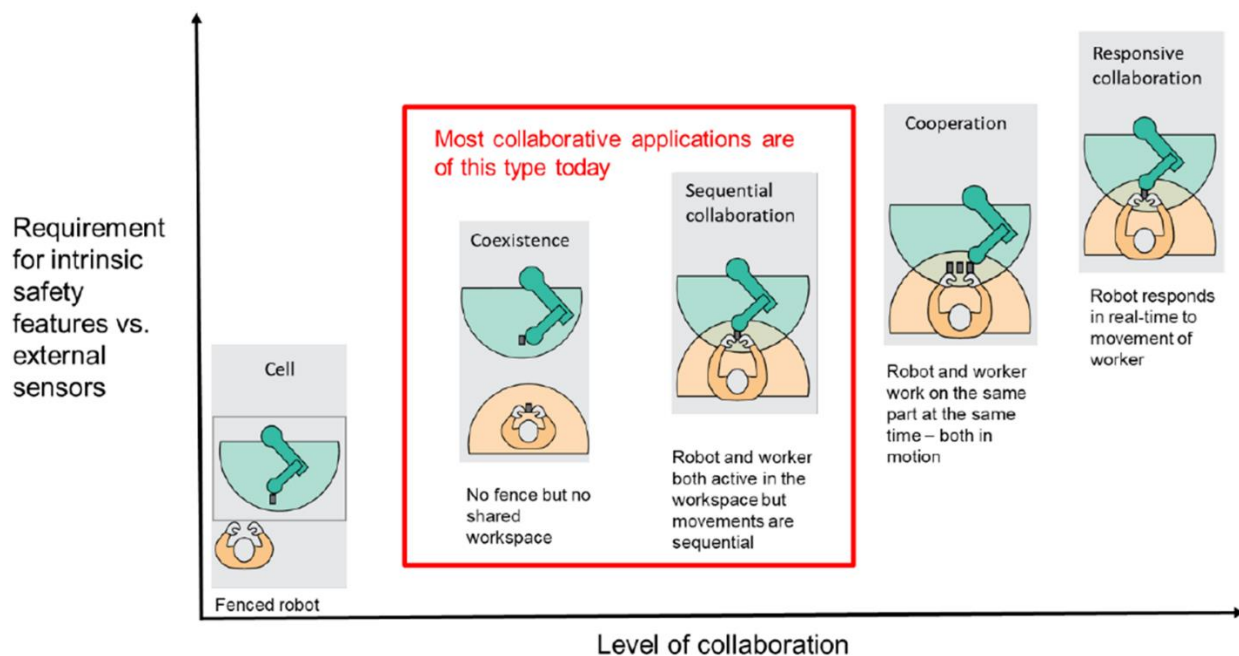 Requirement
for intrinsic
safety
features vs.
external
sensors
Cell
Fenced robot
Most collaborative applications are
of this type today
Coexistence
No fence but no
shared
workspace
Sequential
collaboration
Robot and worker
both active in the
workspace but
movements are
sequential
Cooperation
Robot and worker
work on the same
part at the same
time – both in
motion
Responsive
collaboration
Robot responds
in real-time to
movement of
worker
Level of collaboration